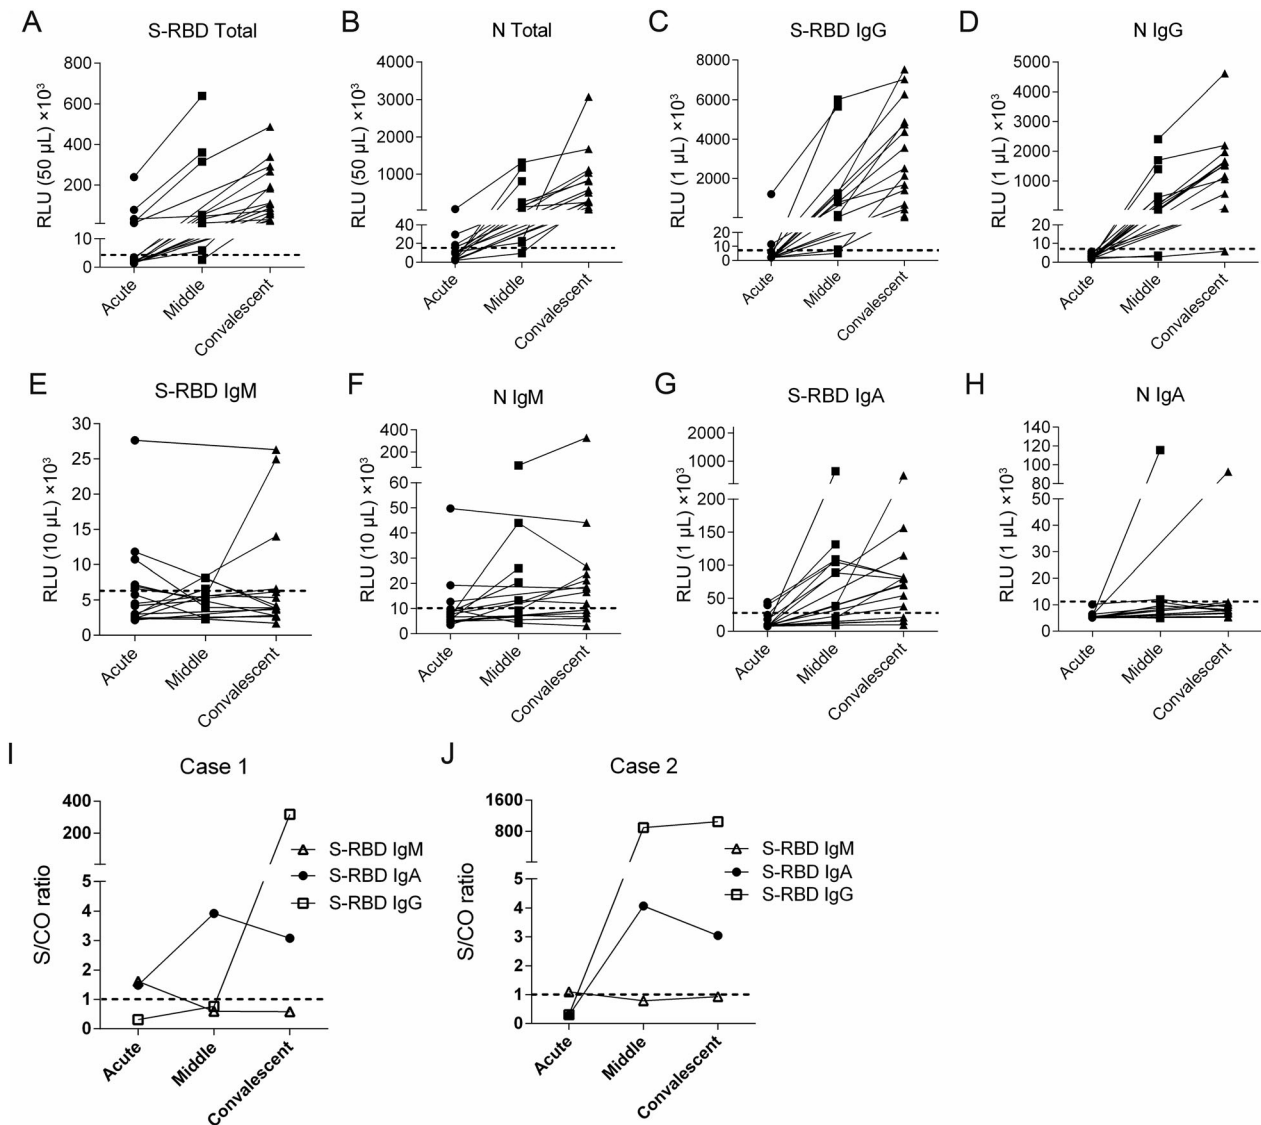 A
S-RBD Total
RLU (50 µL) ×10³
800
600
400
200
10
0
Acute
Middle
Convalescent
B
N Total
RLU (50 µL) ×10³
4000
3000
2000
1000
40
20
0
Acute
Middle
Convalescent
C
S-RBD IgG
RLU (1 µL) ×10³
8000
6000
4000
2000
20
10
0
Acute
Middle
Convalescent
D
N IgG
RLU (1 µL) ×10³
5000
4000
3000
2000
1000
20
10
0
Acute
Middle
Convalescent
E
S-RBD IgM
RLU (10 µL) ×10³
30
25
20
15
10
5
0
Acute
Middle
Convalescent
F
N IgM
RLU (10 µL) ×10³
400
200
60
50
40
30
20
10
0
Acute
Middle
Convalescent
G
S-RBD IgA
RLU (1 µL) ×10³
2000
1000
200
150
100
50
0
Acute
Middle
Convalescent
H
N IgA
RLU (1 µL) ×10³
140
120
100
80
50
40
30
20
10
0
Acute
Middle
Convalescent
I
Case 1
S/CO ratio
400
200
5
4
3
2
1
0
Acute
Middle
Convalescent
S-RBD IgM
S-RBD IgA
S-RBD IgG
J
Case 2
S/CO ratio
1600
800
5
4
3
2
1
0
Acute
Middle
Convalescent
S-RBD IgM
S-RBD IgA
S-RBD IgG